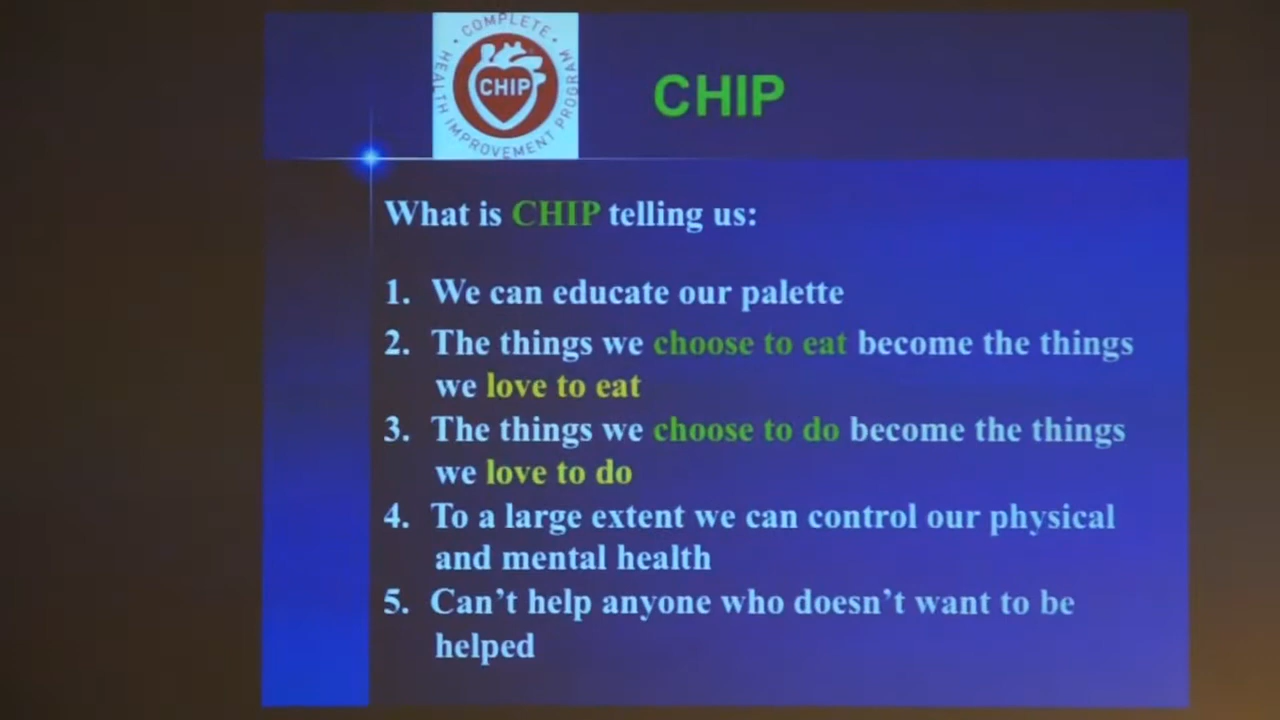 COMPLETE
HEALTH IMPROVEMENT PROGRAM
CHIP
CHIP
What is CHIP telling us:
1. We can educate our palette
2. The things we choose to eat become the things
we love to eat
3. The things we choose to do become the things
we love to do
4. To a large extent we can control our physical
and mental health
5. Can't help anyone who doesn't want to be
helped